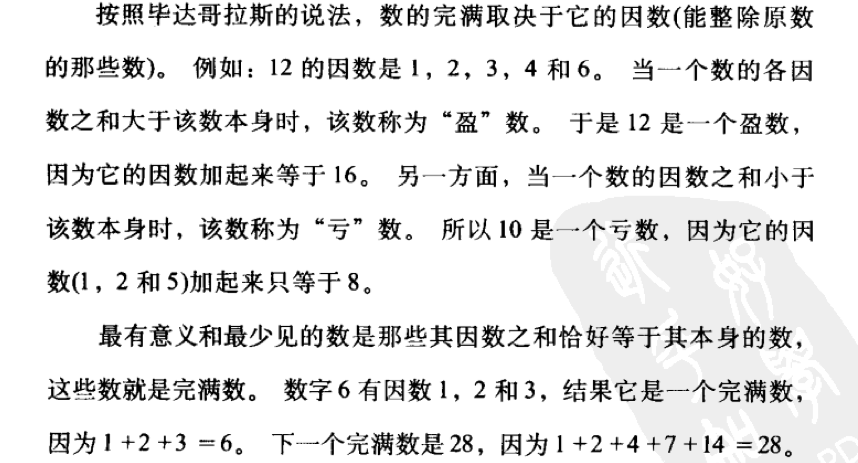 按照毕达哥拉斯的说法，数的完满取决于它的因数(能整除原数
的那些数)。 例如：12 的因数是 1，2，3，4 和 6。 当一个数的各因
数之和大于该数本身时，该数称为“盈”数。 于是 12 是一个盈数，
因为它的因数加起来等于 16。 另一方面，当一个数的因数之和小于
该数本身时，该数称为“亏”数。 所以 10 是一个亏数，因为它的因
数(1，2 和 5)加起来只等于 8。
最有意义和最少见的数是那些其因数之和恰好等于其本身的数，
这些数就是完满数。 数字 6 有因数 1，2 和 3，结果它是一个完满数，
因为 1 +2 +3 =6。 下一个完满数是 28，因为 1 +2 +4 +7 +14 =28。